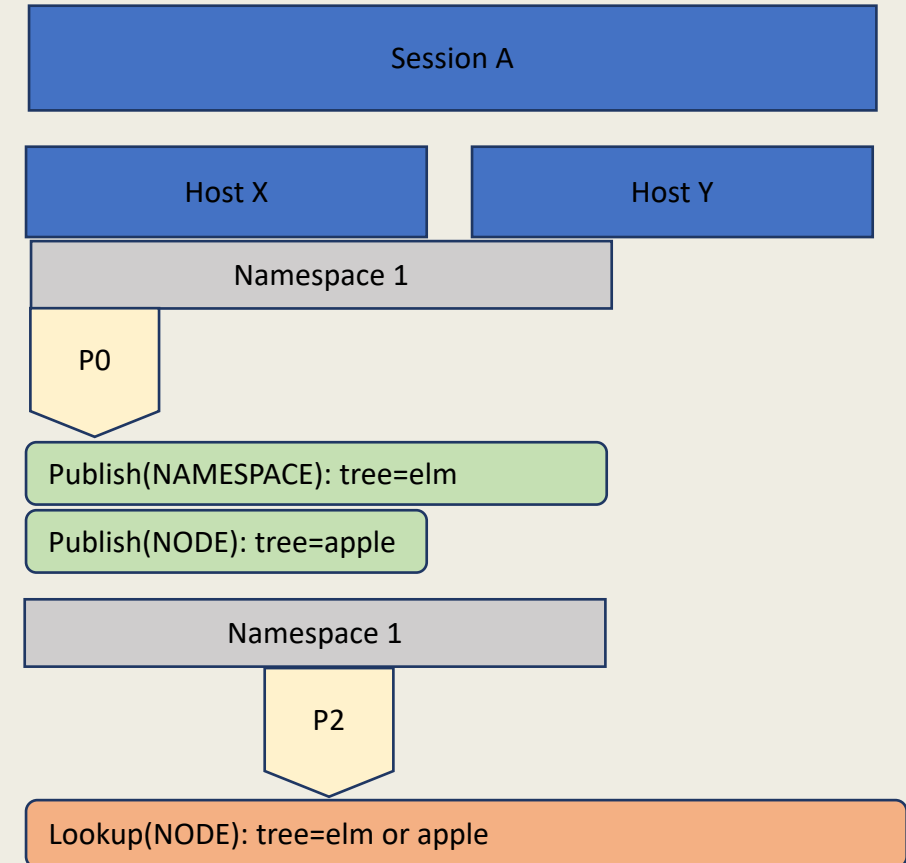 Session A
Host X
Host Y
Namespace 1
P0
Publish(NAMESPACE): tree=elm
Publish(NODE): tree=apple
Namespace 1
P2
Lookup(NODE): tree=elm or apple